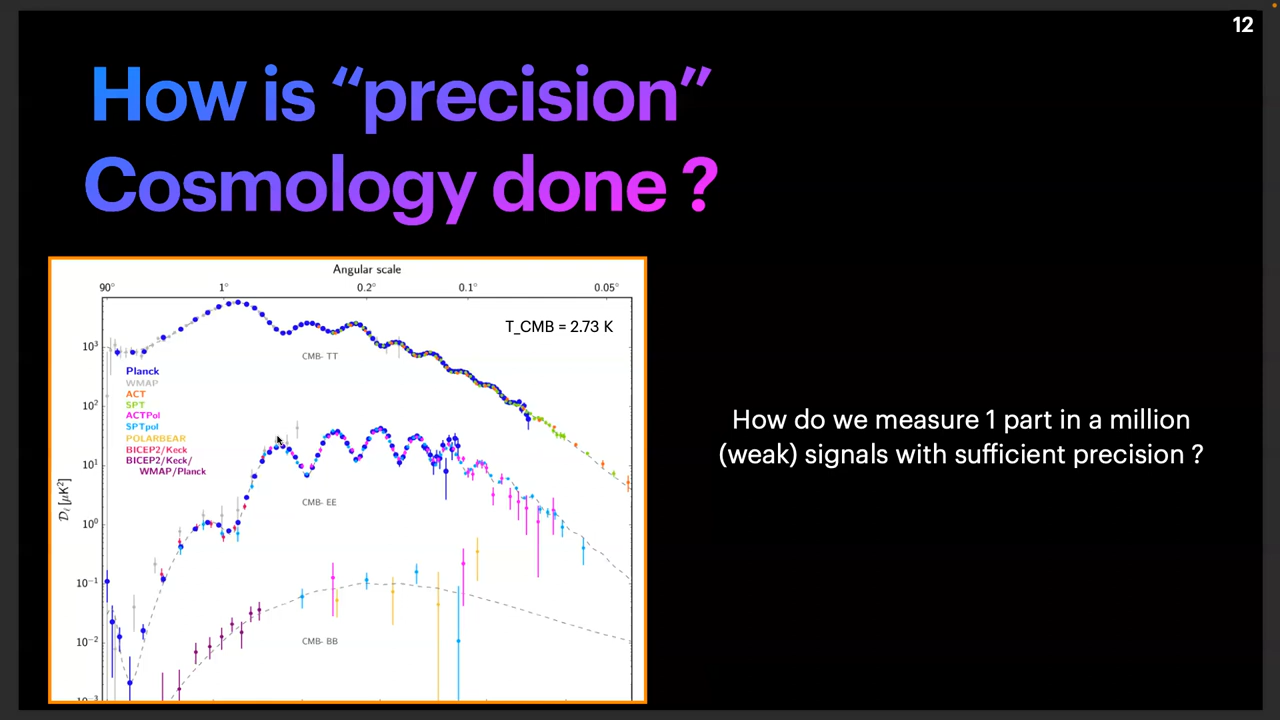 12
How is “precision”
Cosmology done ?
Angular scale
90° 1° 0.2° 0.1° 0.05°
T_CMB = 2.73 K
10³
CMB- TT
Planck
WMAP
ACT
SPT
ACTPol
SPTpol
POLARBEAR
BICEP2/Keck
BICEP2/Keck/
WMAP/Planck
10²
10¹
𝒟ℓ [μK²]
CMB- EE
10⁰
10⁻¹
10⁻²
CMB- BB
10⁻³
How do we measure 1 part in a million
(weak) signals with sufficient precision ?